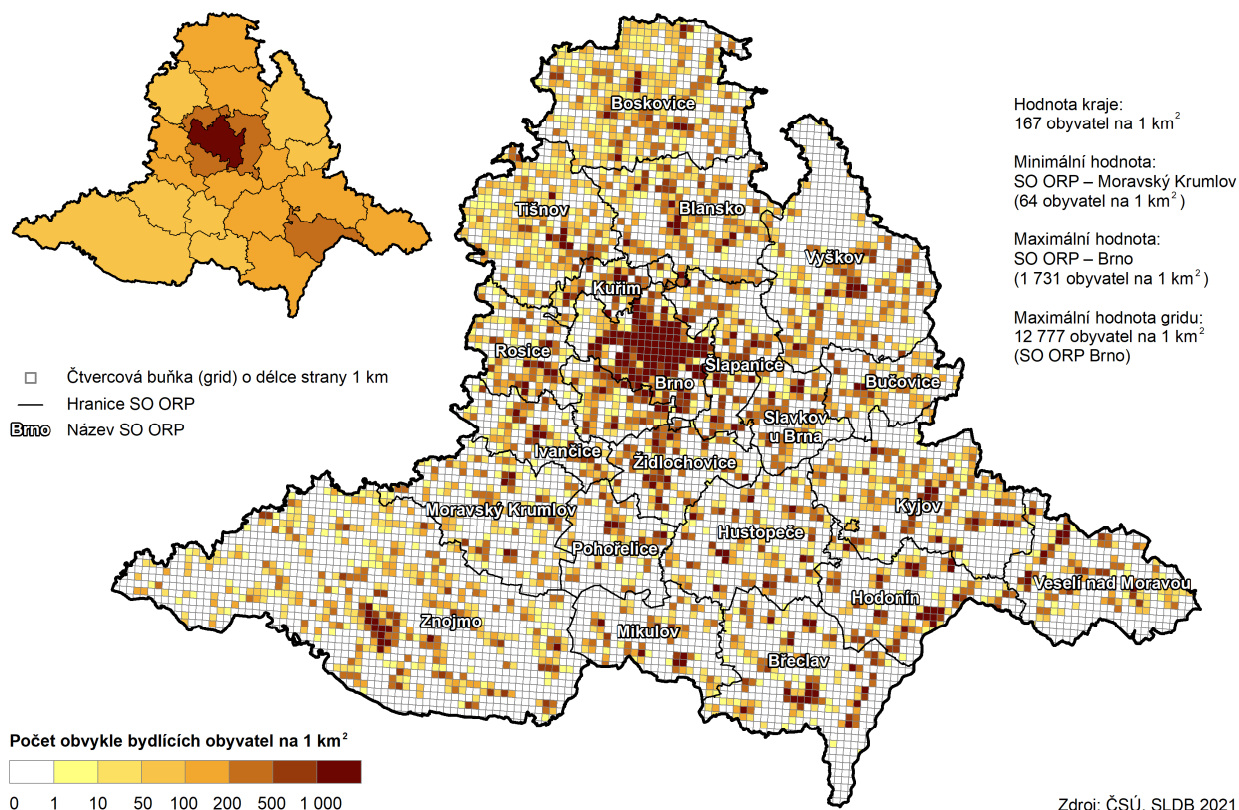 Hodnota kraje:
167 obyvatel na 1 km²
Minimální hodnota:
SO ORP – Moravský Krumlov
(64 obyvatel na 1 km²)
Maximální hodnota:
SO ORP – Brno
(1 731 obyvatel na 1 km²)
Maximální hodnota gridu:
12 777 obyvatel na 1 km²
(SO ORP Brno)
Boskovice
Tišnov
Blansko
Vyškov
Kuřim
Rosice
Šlapanice
Brno
Bučovice
Slavkov
u Brna
Ivančice
Židlochovice
Moravský Krumlov
Kyjov
Hustopeče
Pohořelice
Veselí nad Moravou
Hodonín
Znojmo
Mikulov
Břeclav
Čtvercová buňka (grid) o délce strany 1 km
Hranice SO ORP
Brno Název SO ORP
Počet obvykle bydlících obyvatel na 1 km²
0 1 10 50 100 200 500 1 000
Zdroj: ČSÚ, SLDB 2021